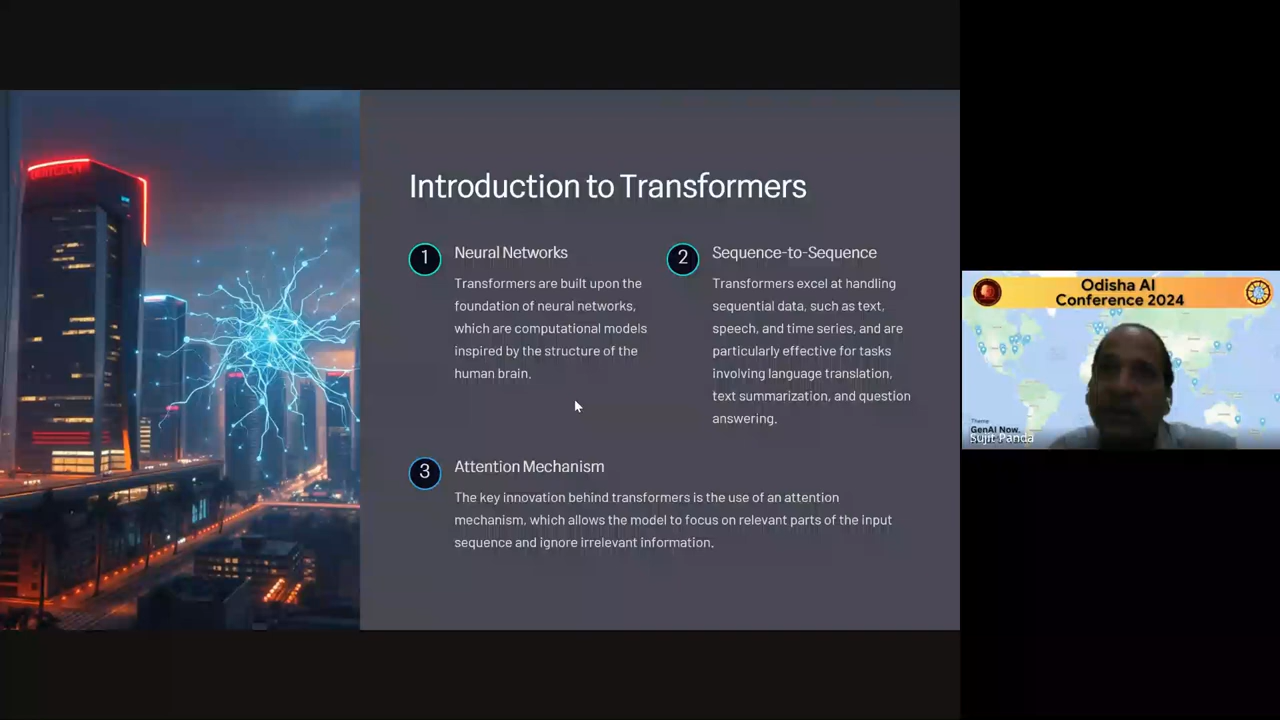 Introduction to Transformers
1
Neural Networks
Transformers are built upon the
foundation of neural networks,
which are computational models
inspired by the structure of the
human brain.
2
Sequence-to-Sequence
Transformers excel at handling
sequential data, such as text,
speech, and time series, and are
particularly effective for tasks
involving language translation,
text summarization, and question
answering.
3
Attention Mechanism
The key innovation behind transformers is the use of an attention
mechanism, which allows the model to focus on relevant parts of the input
sequence and ignore irrelevant information.
Odisha AI
Conference 2024
Theme
GenAI Now.
Sujit Panda